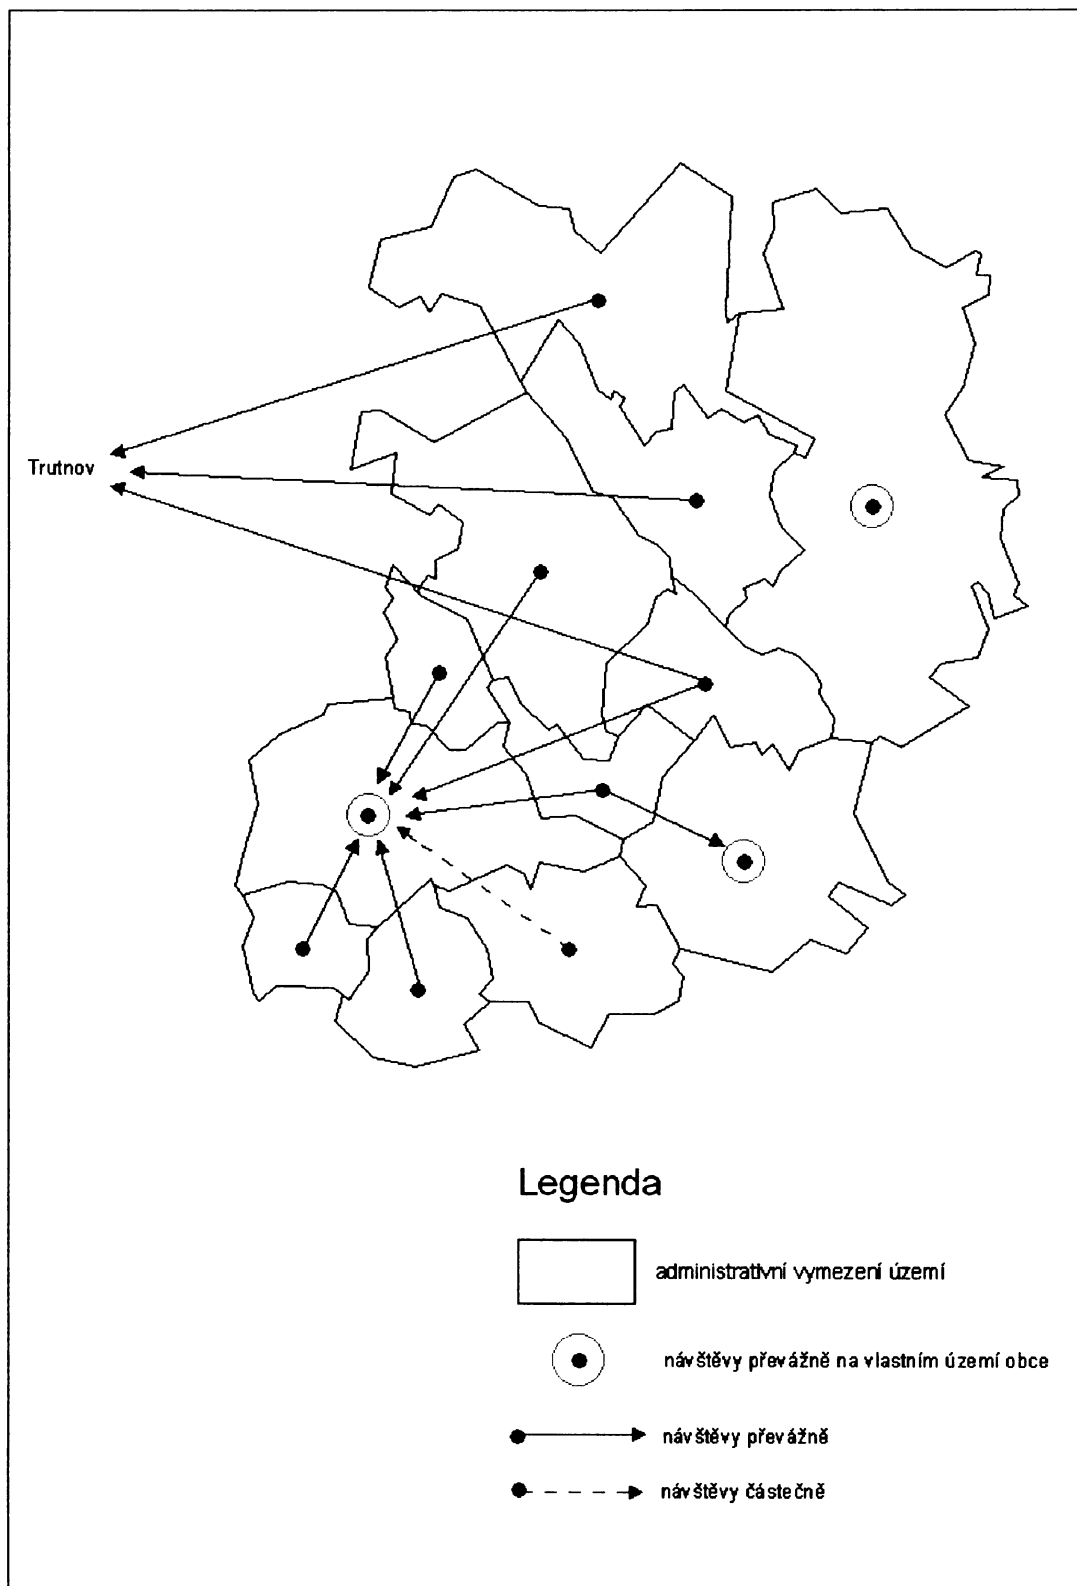 Trutnov
Legenda
administrativní vymezení území
návštěvy převážně na vlastním území obce
návštěvy převážně
návštěvy částečně